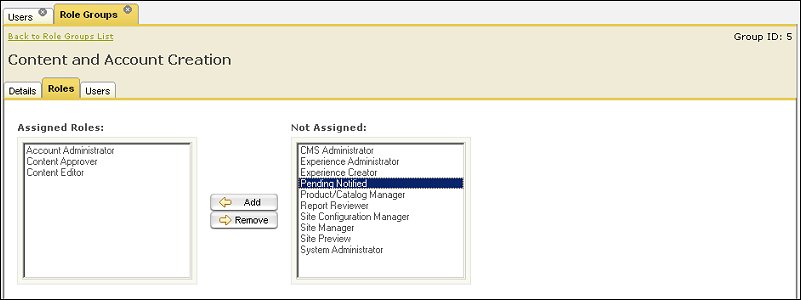 Users Role Groups
Back to Role Groups List Group ID: 5
Content and Account Creation
Details Roles Users
Assigned Roles:
Account Administrator
Content Approver
Content Editor
Add
Remove
Not Assigned:
CMS Administrator
Experience Administrator
Experience Creator
Pending Notified
Product/Catalog Manager
Report Reviewer
Site Configuration Manager
Site Manager
Site Preview
System Administrator